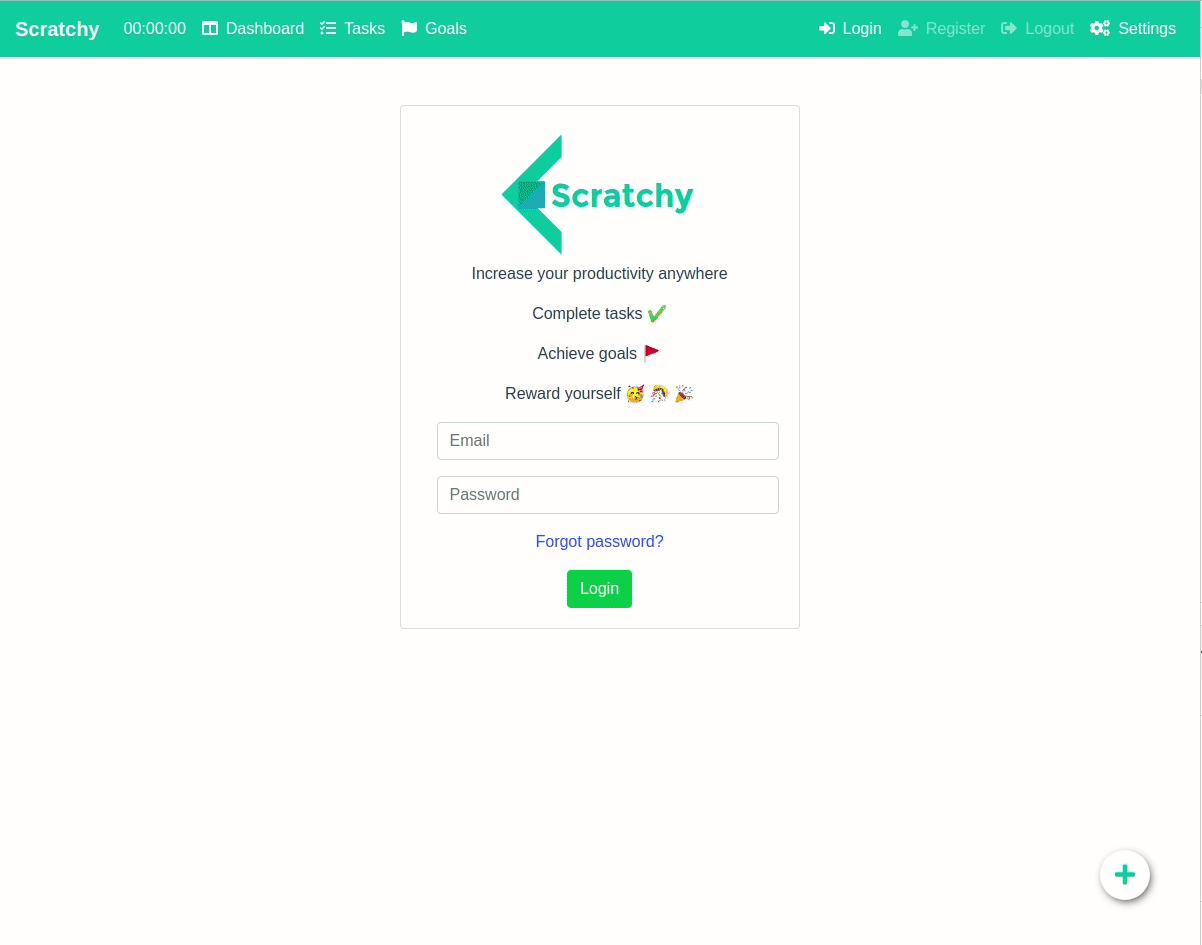 Scratchy 00:00:00 Dashboard Tasks Goals Login Register Logout Settings
Scratchy
Increase your productivity anywhere
Complete tasks ✅
Achieve goals 🚩
Reward yourself 🥳 🎊 🎉
Email
Password
Forgot password?
Login